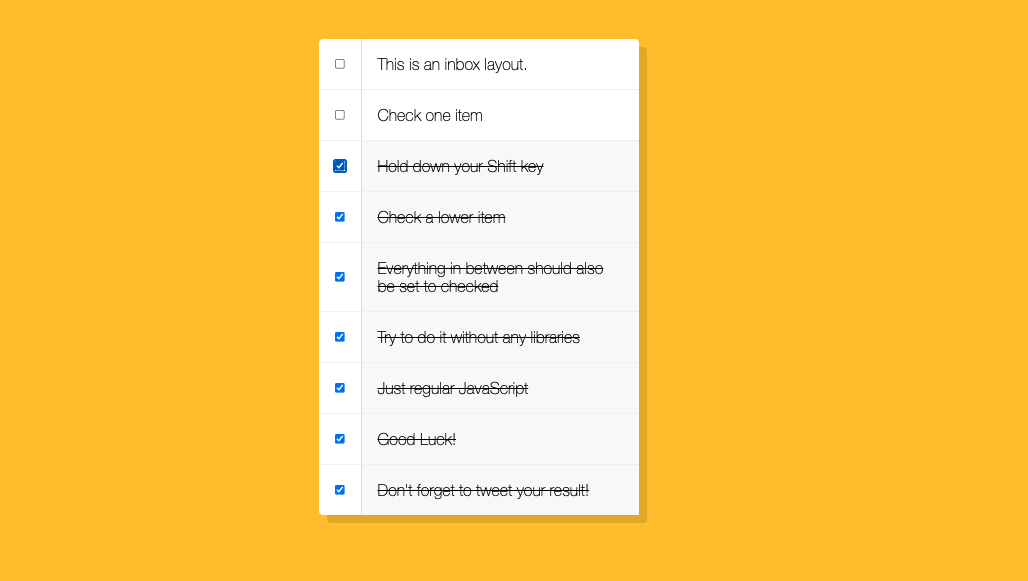 This is an inbox layout.
Check one item
Hold down your Shift key
Check a lower item
Everything in between should also
be set to checked
Try to do it without any libraries
Just regular JavaScript
Good Luck!
Don't forget to tweet your result!